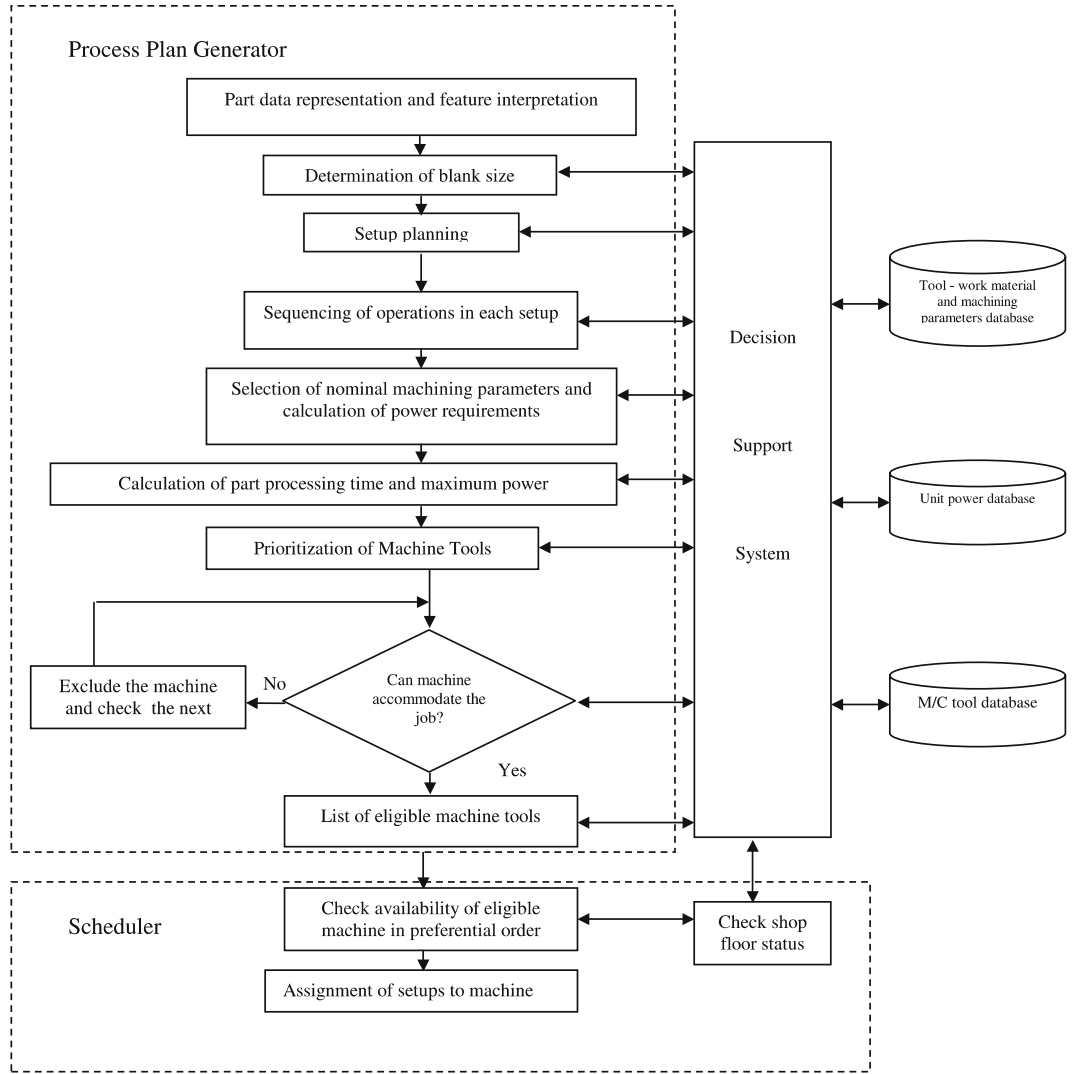 Process Plan Generator
Part data representation and feature interpretation
Determination of blank size
Setup planning
Sequencing of operations in each setup
Selection of nominal machining parameters and
calculation of power requirements
Calculation of part processing time and maximum power
Prioritization of Machine Tools
Exclude the machine
and check the next
No
Can machine
accommodate the
job?
Yes
List of eligible machine tools
Decision
Support
System
Tool - work material
and machining
parameters database
Unit power database
M/C tool database
Scheduler
Check availability of eligible
machine in preferential order
Check shop
floor status
Assignment of setups to machine